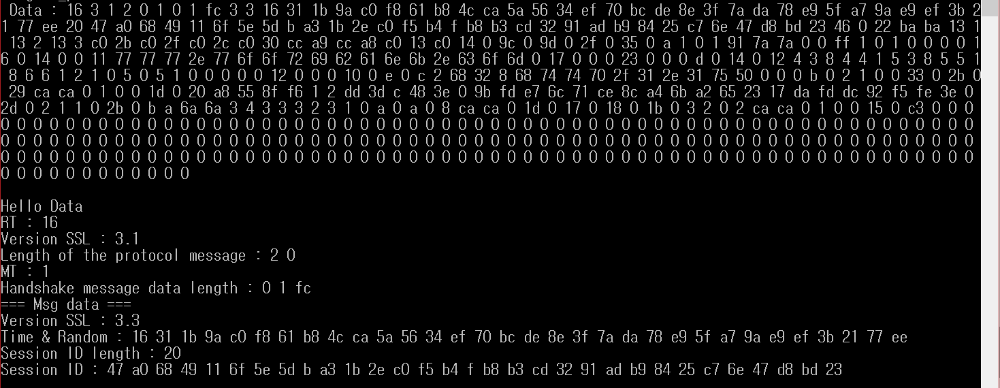 Data : 16 3 1 2 0 1 0 1 fc 3 3 16 31 1b 9a c0 f8 61 b8 4c ca 5a 56 34 ef 70 bc de 8e 3f 7a da 78 e9 5f a7 9a e9 ef 3b 2
1 77 ee 20 47 a0 68 49 11 6f 5e 5d b a3 1b 2e c0 f5 b4 f b8 b3 cd 32 91 ad b9 84 25 c7 6e 47 d8 bd 23 46 0 22 ba ba 13 1
13 2 13 3 c0 2b c0 2f c0 2c c0 30 cc a9 cc a8 c0 13 c0 14 0 9c 0 9d 0 2f 0 35 0 a 1 0 1 91 7a 7a 0 0 ff 1 0 1 0 0 0 0 1
6 0 14 0 0 11 77 77 77 2e 77 6f 6f 72 69 62 61 6e 6b 2e 63 6f 6d 0 17 0 0 0 23 0 0 0 d 0 14 0 12 4 3 8 4 4 1 5 3 8 5 5 1
8 6 6 1 2 1 0 5 0 5 1 0 0 0 0 0 12 0 0 0 10 0 e 0 c 2 68 32 8 68 74 74 70 2f 31 2e 31 75 50 0 0 0 b 0 2 1 0 0 33 0 2b 0
29 ca ca 0 1 0 0 1d 0 20 a8 55 8f f6 1 2 dd 3d c 48 3e 0 9b fd e7 6c 71 ce 8c a4 6b a2 65 23 17 da fd dc 92 f5 fe 3e 0
2d 0 2 1 1 0 2b 0 b a 6a 6a 3 4 3 3 3 2 3 1 0 a 0 a 0 8 ca ca 0 1d 0 17 0 18 0 1b 0 3 2 0 2 ca ca 0 1 0 0 15 0 c3 0 0 0
0 0 0 0 0 0 0 0 0 0 0 0 0 0 0 0 0 0 0 0 0 0 0 0 0 0 0 0 0 0 0 0 0 0 0 0 0 0 0 0 0 0 0 0 0 0 0 0 0 0 0 0 0 0 0 0 0 0 0 0
0 0 0 0 0 0 0 0 0 0 0 0 0 0 0 0 0 0 0 0 0 0 0 0 0 0 0 0 0 0 0 0 0 0 0 0 0 0 0 0 0 0 0 0 0 0 0 0 0 0 0 0 0 0 0 0 0 0 0 0
0 0 0 0 0 0 0 0 0 0 0 0 0 0 0 0 0 0 0 0 0 0 0 0 0 0 0 0 0 0 0 0 0 0 0 0 0 0 0 0 0 0 0 0 0 0 0 0 0 0 0 0 0 0 0 0 0 0 0 0
0 0 0 0 0 0 0 0 0 0 0 0
Hello Data
RT : 16
Version SSL : 3.1
Length of the protocol message : 2 0
MT : 1
Handshake message data length : 0 1 fc
=== Msg data ===
Version SSL : 3.3
Time & Random : 16 31 1b 9a c0 f8 61 b8 4c ca 5a 56 34 ef 70 bc de 8e 3f 7a da 78 e9 5f a7 9a e9 ef 3b 21 77 ee
Session ID length : 20
Session ID : 47 a0 68 49 11 6f 5e 5d b a3 1b 2e c0 f5 b4 f b8 b3 cd 32 91 ad b9 84 25 c7 6e 47 d8 bd 23